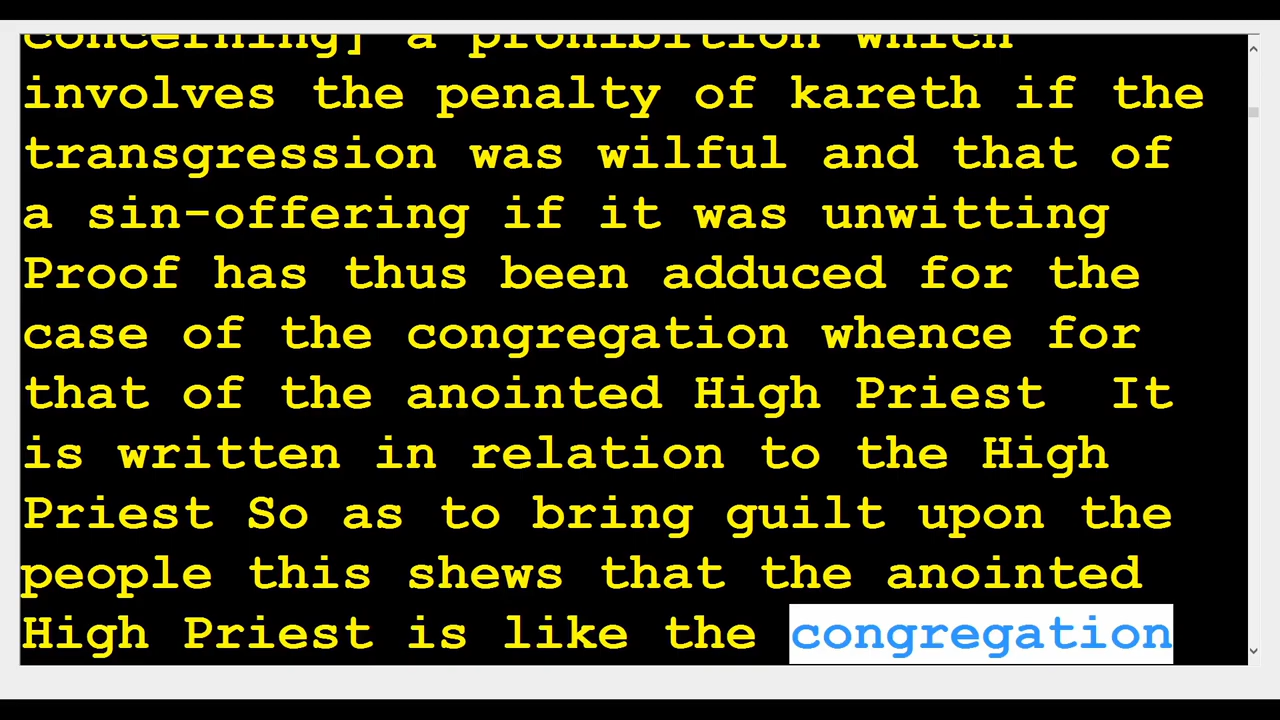 concerning] a prohibition which
involves the penalty of kareth if the
transgression was wilful and that of
a sin-offering if it was unwitting
Proof has thus been adduced for the
case of the congregation whence for
that of the anointed High Priest  It
is written in relation to the High
Priest So as to bring guilt upon the
people this shews that the anointed
High Priest is like the congregation